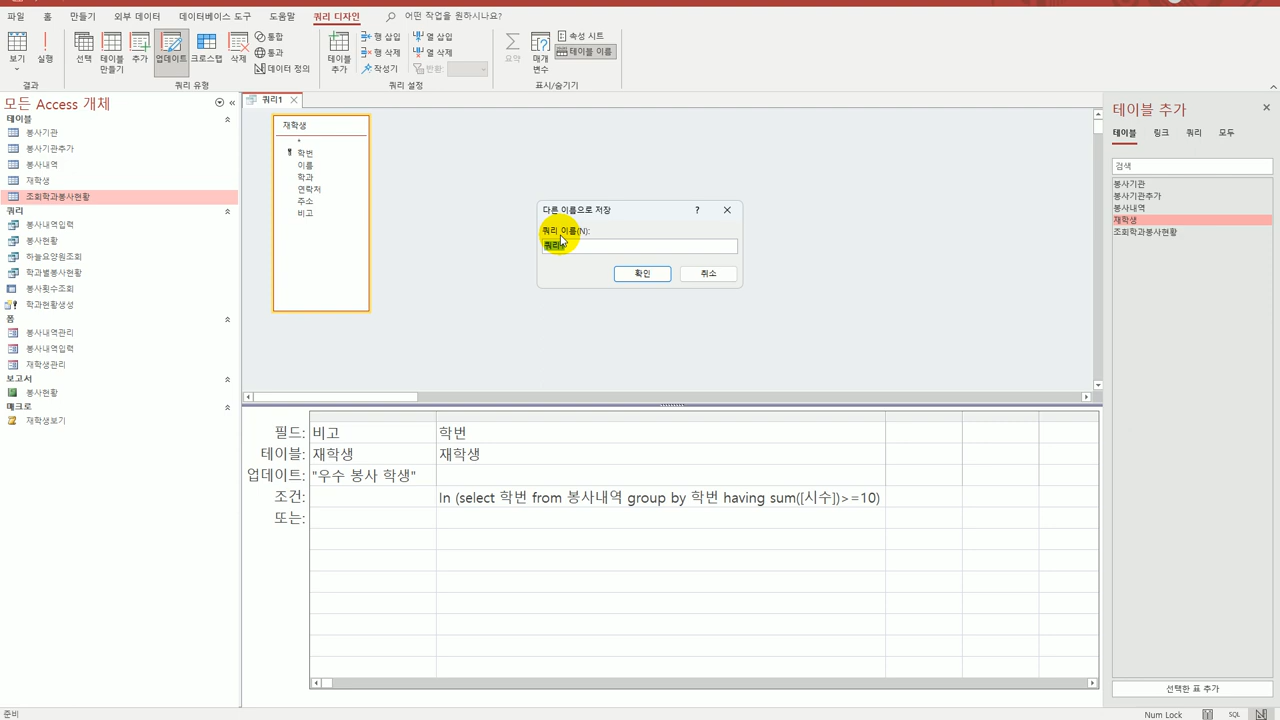 파일 홈 만들기 외부 데이터 데이터베이스 도구 도움말 쿼리 디자인 어떤 작업을 원하시나요?
보기 실행 선택 테이블 만들기 추가 업데이트 크로스탭 삭제 통합 통과 데이터 정의 테이블 추가 행 삽입 행 삭제 작성기 열 삽입 열 삭제 반환: 요약 매개 변수 속성 시트 테이블 이름
결과 쿼리 유형 쿼리 설정 표시/숨기기
모든 Access 개체
테이블
봉사기관
봉사기관추가
봉사내역
재학생
조회학과봉사현황
쿼리
봉사내역입력
봉사현황
하늘요양원조회
학과별봉사현황
봉사횟수조회
학과현황생성
폼
봉사내역관리
봉사내역입력
재학생관리
보고서
봉사현황
매크로
재학생보기
쿼리1
재학생
*
학번
이름
학과
연락처
주소
비고
다른 이름으로 저장 ?
쿼리 이름(N):
확인 취소
필드: 비고 학번
테이블: 재학생 재학생
업데이트: "우수 봉사 학생"
조건: In (select 학번 from 봉사내역 group by 학번 having sum([시수])>=10)
또는:
테이블 추가
테이블 링크 쿼리 모두
검색
봉사기관
봉사기관추가
봉사내역
재학생
조회학과봉사현황
선택한 표 추가
준비 Num Lock SQL